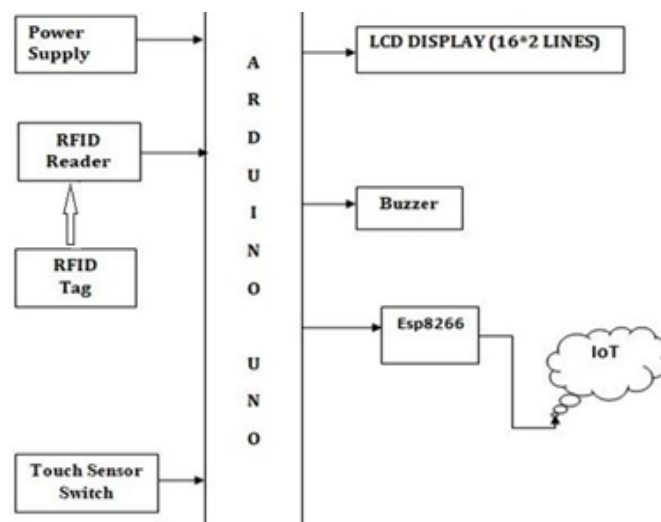 Power
Supply
RFID
Reader
RFID
Tag
Touch Sensor
Switch
A
R
D
U
I
N
O
U
N
O
LCD DISPLAY (16*2 LINES)
Buzzer
Esp8266
IoT